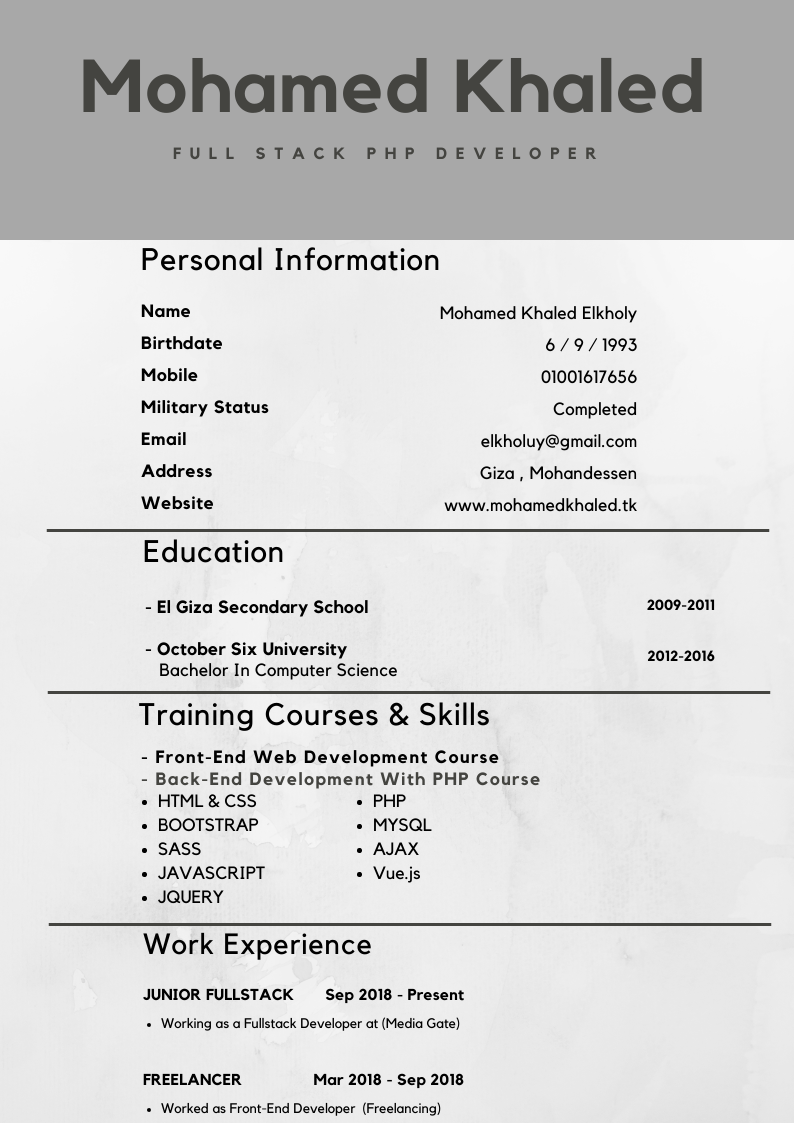 Mohamed Khaled
FULL STACK PHP DEVELOPER
Personal Information
Name Mohamed Khaled Elkholy
Birthdate 6 / 9 / 1993
Mobile 01001617656
Military Status Completed
Email elkholuy@gmail.com
Address Giza , Mohandessen
Website www.mohamedkhaled.tk
Education
- El Giza Secondary School 2009-2011
- October Six University 2012-2016
Bachelor In Computer Science
Training Courses & Skills
- Front-End Web Development Course
- Back-End Development With PHP Course
• HTML & CSS • PHP
• BOOTSTRAP • MYSQL
• SASS • AJAX
• JAVASCRIPT • Vue.js
• JQUERY
Work Experience
JUNIOR FULLSTACK Sep 2018 - Present
• Working as a Fullstack Developer at (Media Gate)
FREELANCER Mar 2018 - Sep 2018
• Worked as Front-End Developer (Freelancing)